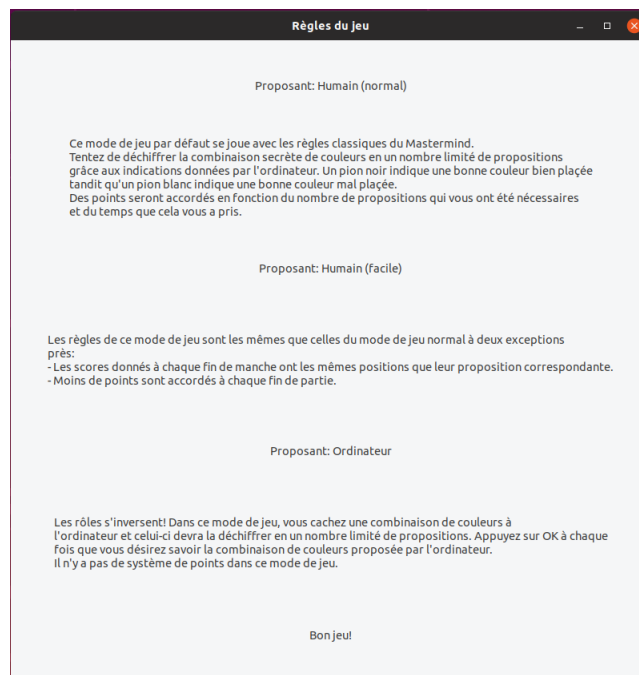 Règles du jeu
Proposant: Humain (normal)
Ce mode de jeu par défaut se joue avec les règles classiques du Mastermind.
Tentez de déchiffrer la combinaison secrète de couleurs en un nombre limité de propositions
grâce aux indications données par l'ordinateur. Un pion noir indique une bonne couleur bien plaçée
tandit qu'un pion blanc indique une bonne couleur mal plaçée.
Des points seront accordés en fonction du nombre de propositions qui vous ont été nécessaires
et du temps que cela vous a pris.
Proposant: Humain (facile)
Les règles de ce mode de jeu sont les mêmes que celles du mode de jeu normal à deux exceptions
près:
- Les scores donnés à chaque fin de manche ont les mêmes positions que leur proposition correspondante.
- Moins de points sont accordés à chaque fin de partie.
Proposant: Ordinateur
Les rôles s'inversent! Dans ce mode de jeu, vous cachez une combinaison de couleurs à
l'ordinateur et celui-ci devra la déchiffrer en un nombre limité de propositions. Appuyez sur OK à chaque
fois que vous désirez savoir la combinaison de couleurs proposée par l'ordinateur.
Il n'y a pas de système de points dans ce mode de jeu.
Bon jeu!